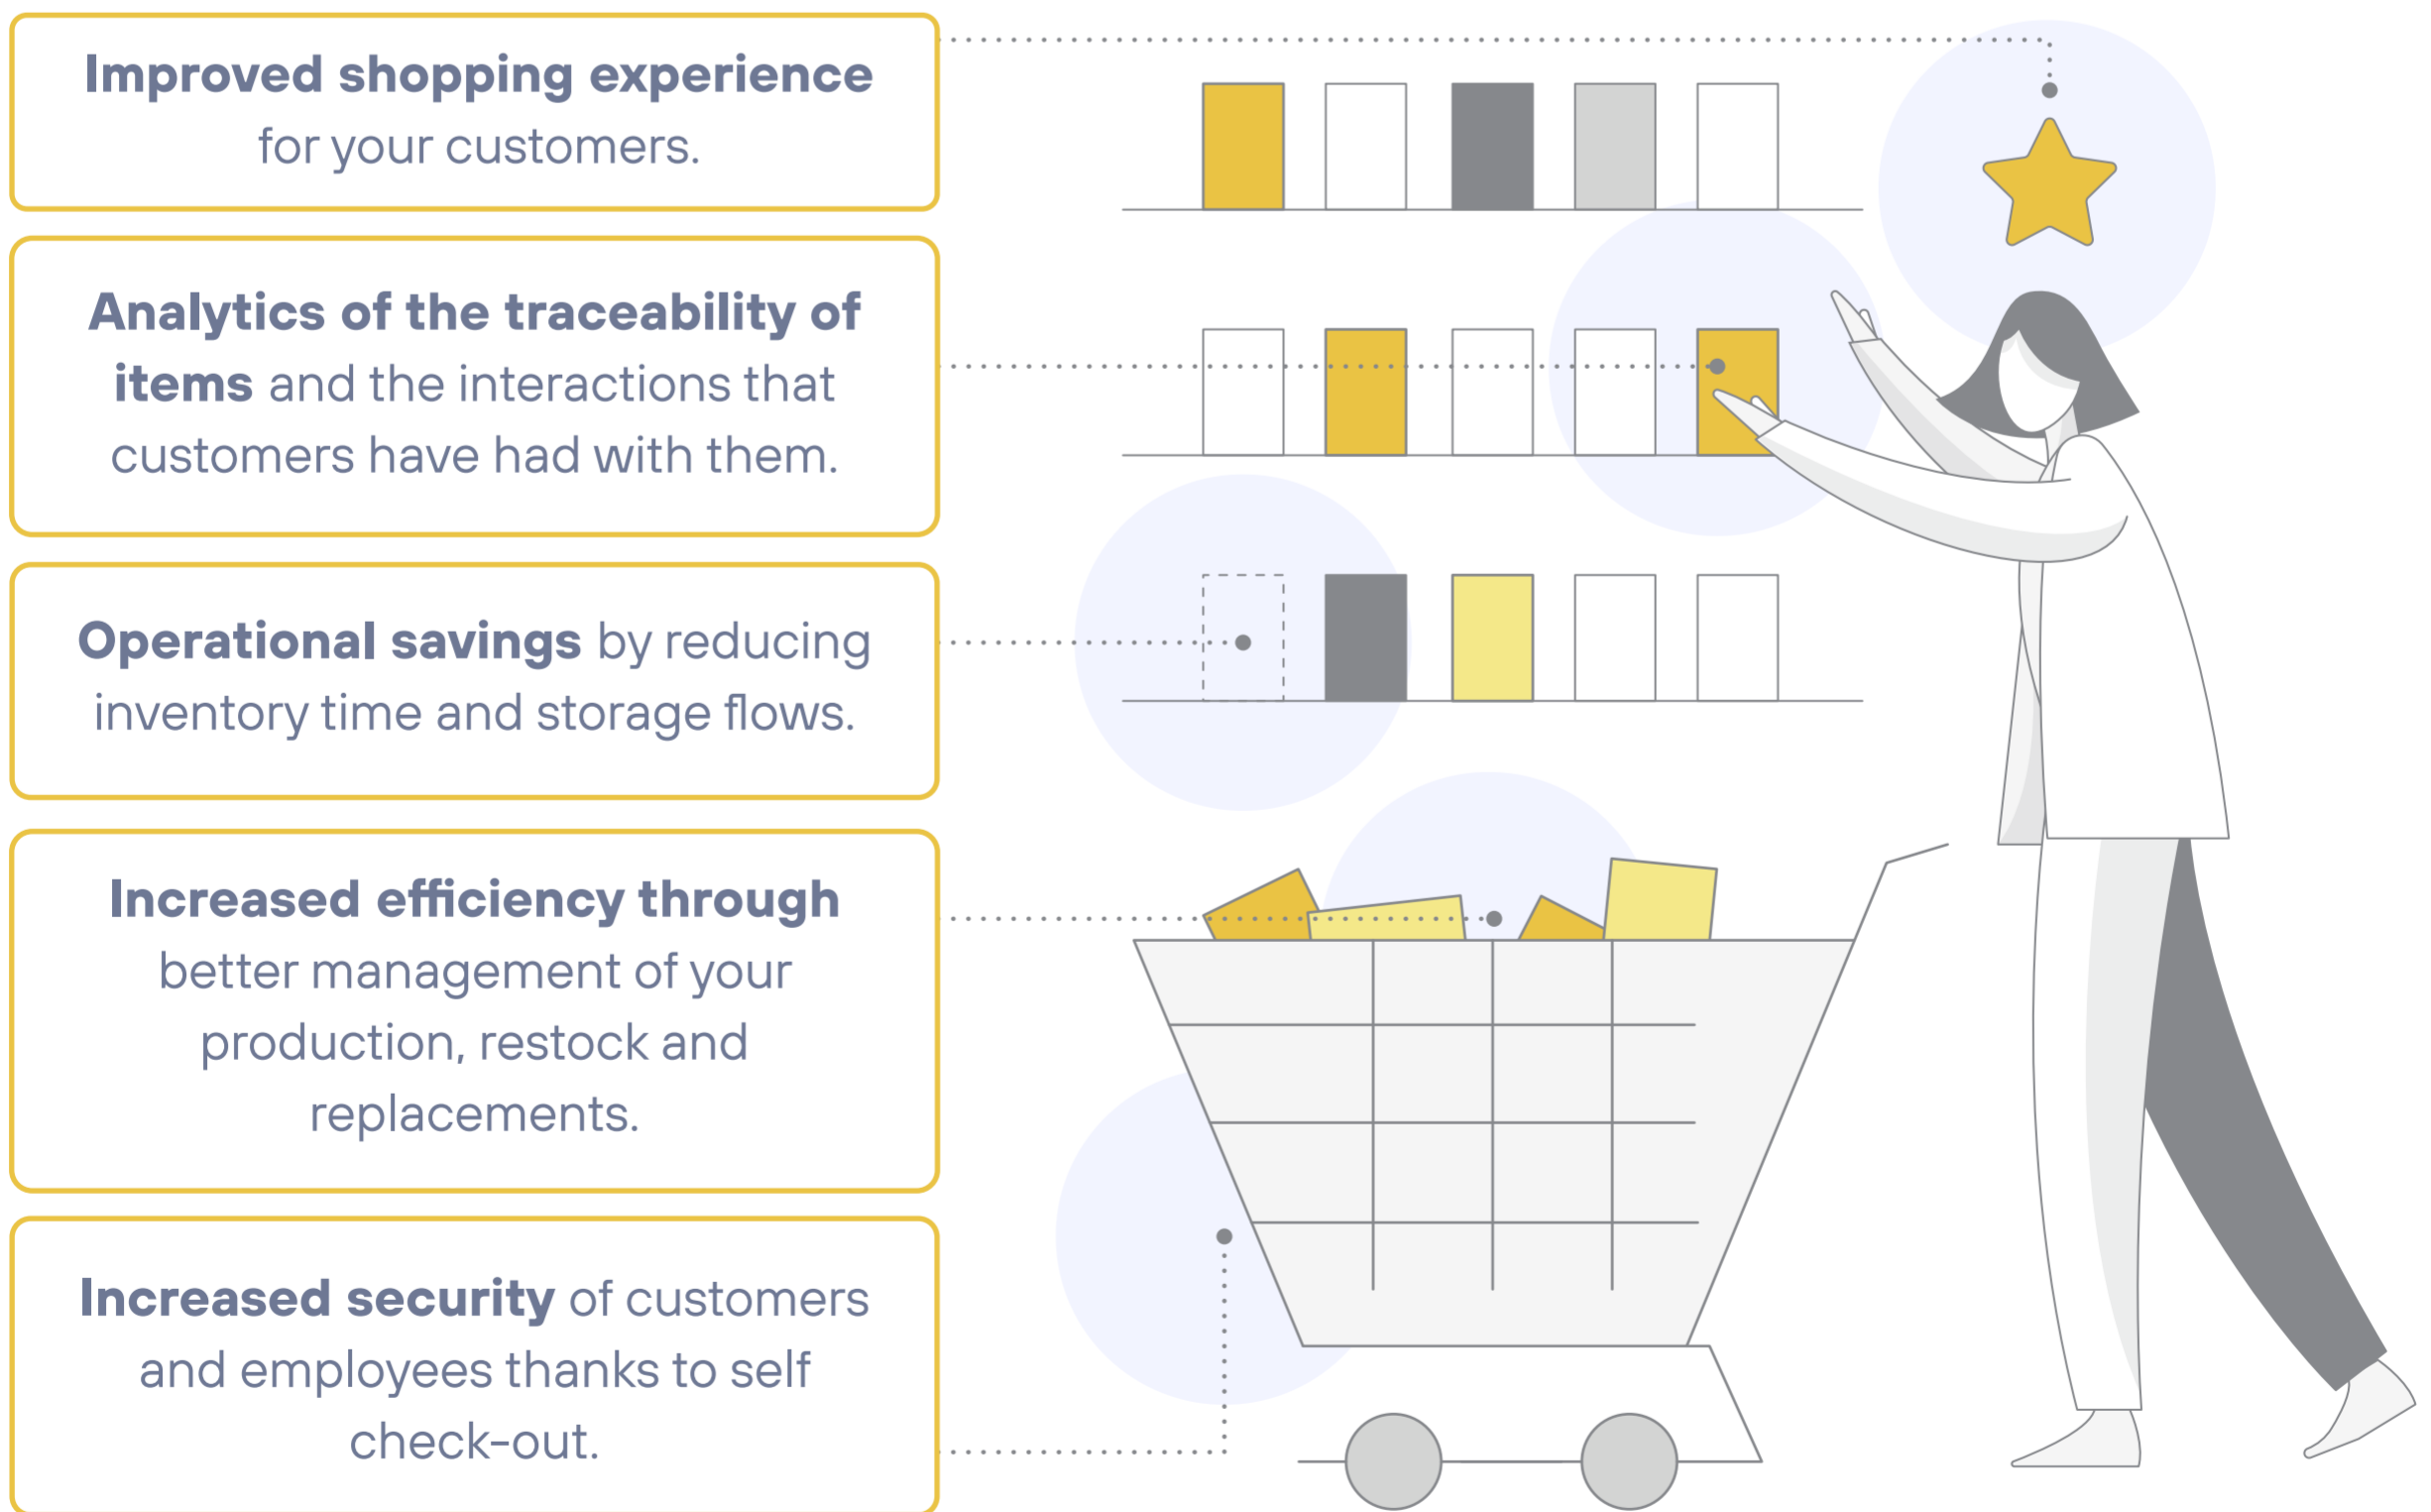 Improved shopping experience
for your customers.
Analytics of the traceability of
items and the interactions that
customers have had with them.
Operational savings by reducing
inventory time and storage flows.
Increased efficiency through
better management of your
production, restock and
replacements.
Increased security of customers
and employees thanks to self
check-out.